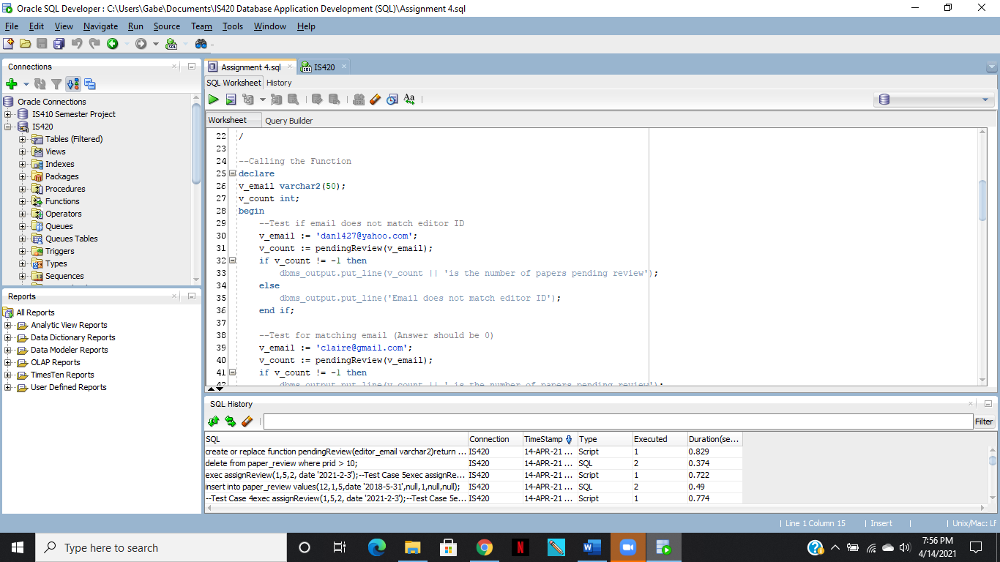 Oracle SQL Developer : C:\Users\Gabe\Documents\IS420 Database Application Development (SQL)\Assignment 4.sql
File Edit View Navigate Run Source Team Tools Window Help
Connections
Oracle Connections
IS410 Semester Project
IS420
Tables (Filtered)
Views
Indexes
Packages
Procedures
Functions
Operators
Queues
Queues Tables
Triggers
Types
Sequences
Reports
All Reports
Analytic View Reports
Data Dictionary Reports
Data Modeler Reports
OLAP Reports
TimesTen Reports
User Defined Reports
Assignment 4.sql IS420
SQL Worksheet History
Worksheet Query Builder
22 /
23
24 --Calling the Function
25 declare
26 v_email varchar2(50);
27 v_count int;
28 begin
29 --Test if email does not match editor ID
30 v_email := 'dan1427@yahoo.com';
31 v_count := pendingReview(v_email);
32 if v_count != -1 then
33 dbms_output.put_line(v_count || 'is the number of papers pending review');
34 else
35 dbms_output.put_line('Email does not match editor ID');
36 end if;
37
38 --Test for matching email (Answer should be 0)
39 v_email := 'claire@gmail.com';
40 v_count := pendingReview(v_email);
41 if v_count != -1 then
42 dbms_output.put_line(v_count || ' is the number of papers pending review');
SQL History
Filter
SQL Connection TimeStamp Type Executed Duration(se...
create or replace function pendingReview(editor_email varchar2)return ... IS420 14-APR-21 ... Script 1 0.829
delete from paper_review where prid > 10; IS420 14-APR-21 ... SQL 2 0.374
exec assignReview(1,5,2, date '2021-2-3');--Test Case 5exec assignRe... IS420 14-APR-21 ... Script 1 0.722
insert into paper_review values(12,1,5,date '2018-5-31',null,1,null,null); IS420 14-APR-21 ... SQL 2 0.49
--Test Case 4exec assignReview(1,5,2, date '2021-2-3');--Test Case 5e... IS420 14-APR-21 ... Script 1 0.774
Line 1 Column 15 Insert Unix/Mac: LF
Type here to search
7:56 PM
4/14/2021